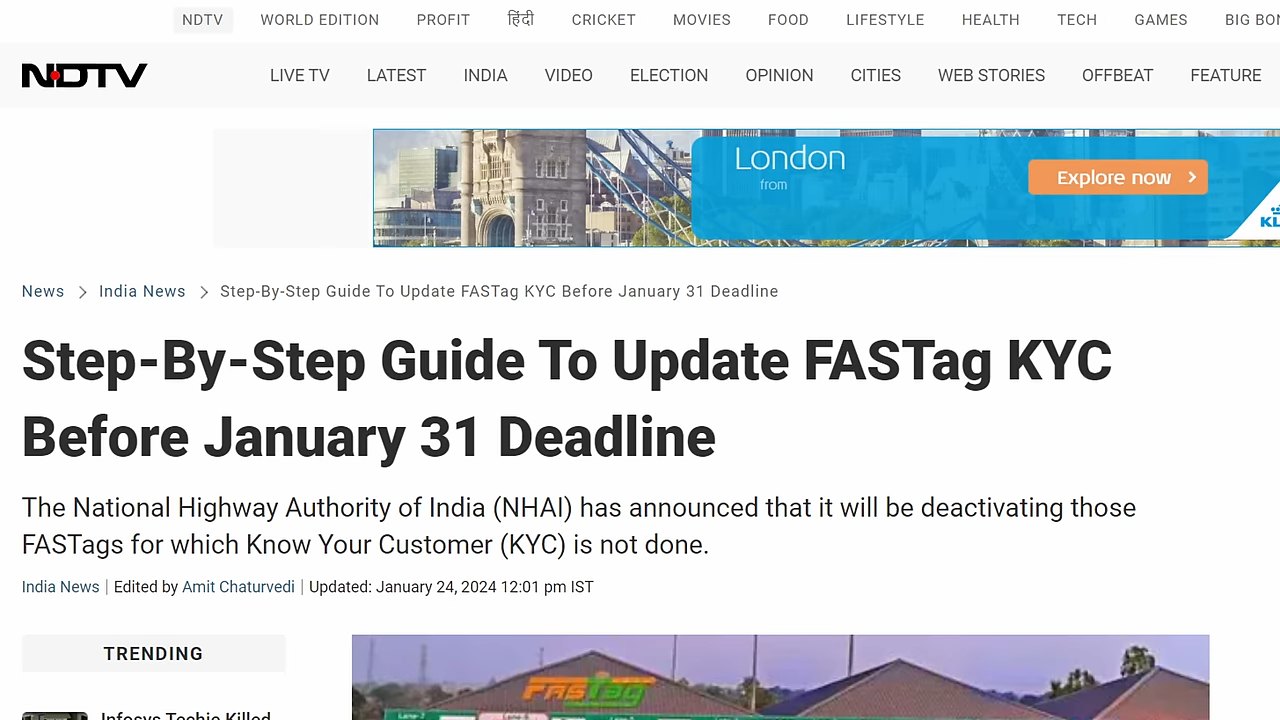 NDTV WORLD EDITION PROFIT हिंदी CRICKET MOVIES FOOD LIFESTYLE HEALTH TECH GAMES BIG
NDTV LIVE TV LATEST INDIA VIDEO ELECTION OPINION CITIES WEB STORIES OFFBEAT FEATURE
London
from
Explore now
News India News Step-By-Step Guide To Update FASTag KYC Before January 31 Deadline
Step-By-Step Guide To Update FASTag KYC
Before January 31 Deadline
The National Highway Authority of India (NHAI) has announced that it will be deactivating those
FASTags for which Know Your Customer (KYC) is not done.
India News | Edited by Amit Chaturvedi | Updated: January 24, 2024 12:01 pm IST
TRENDING
FASTag
Infosys Techie Killed